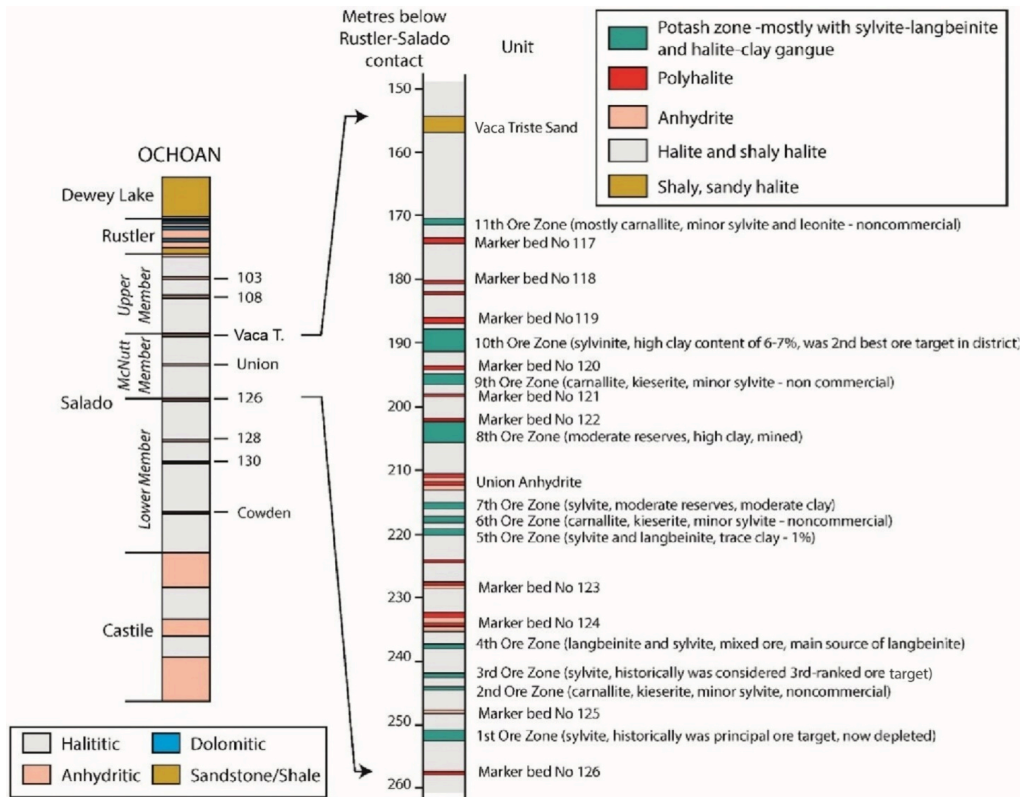 Metres below
Rustler-Salado
contact
Unit
150
160
170
180
190
200
210
220
230
240
250
260
Vaca Triste Sand
11th Ore Zone (mostly carnallite, minor sylvite and leonite - noncommercial)
Marker bed No 117
Marker bed No 118
Marker bed No 119
10th Ore Zone (sylvinite, high clay content of 6-7%, was 2nd best ore target in district)
Marker bed No 120
9th Ore Zone (carnallite, kieserite, minor sylvite - non commercial)
Marker bed No 121
Marker bed No 122
8th Ore Zone (moderate reserves, high clay, mined)
Union Anhydrite
7th Ore Zone (sylvite, moderate reserves, moderate clay)
6th Ore Zone (carnallite, kieserite, minor sylvite - noncommercial)
5th Ore Zone (sylvite and langbeinite, trace clay - 1%)
Marker bed No 123
Marker bed No 124
4th Ore Zone (langbeinite and sylvite, mixed ore, main source of langbeinite)
3rd Ore Zone (sylvite, historically was considered 3rd-ranked ore target)
2nd Ore Zone (carnallite, kieserite, minor sylvite, noncommercial)
Marker bed No 125
1st Ore Zone (sylvite, historically was principal ore target, now depleted)
Marker bed No 126
Potash zone -mostly with sylvite-langbeinite
and halite-clay gangue
Polyhalite
Anhydrite
Halite and shaly halite
Shaly, sandy halite
OCHOAN
Dewey Lake
Rustler
Salado
Castile
Upper
Member
McNutt
Member
Lower Member
103
108
Vaca T.
Union
126
128
130
Cowden
Halititic
Dolomitic
Anhydritic
Sandstone/Shale